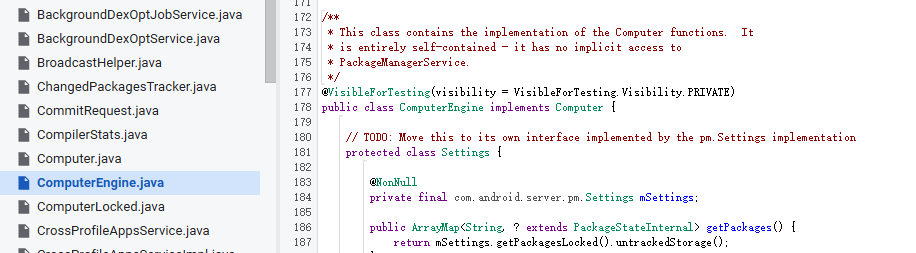 BackgroundDexOptJobService.java
BackgroundDexOptService.java
BroadcastHelper.java
ChangedPackagesTracker.java
CommitRequest.java
CompilerStats.java
Computer.java
ComputerEngine.java
ComputerLocked.java
CrossProfileAppsService.java
CrossProfileAppsServiceImpl.java
171
172 /**
173 * This class contains the implementation of the Computer functions.  It
174 * is entirely self-contained - it has no implicit access to
175 * PackageManagerService.
176 */
177 @VisibleForTesting(visibility = VisibleForTesting.Visibility.PRIVATE)
178 public class ComputerEngine implements Computer {
179
180 // TODO: Move this to its own interface implemented by the pm.Settings implementation
181 protected class Settings {
182
183 @NonNull
184 private final com.android.server.pm.Settings mSettings;
185
186 public ArrayMap<String, ? extends PackageStateInternal> getPackages() {
187 return mSettings.getPackagesLocked().untrackedStorage();